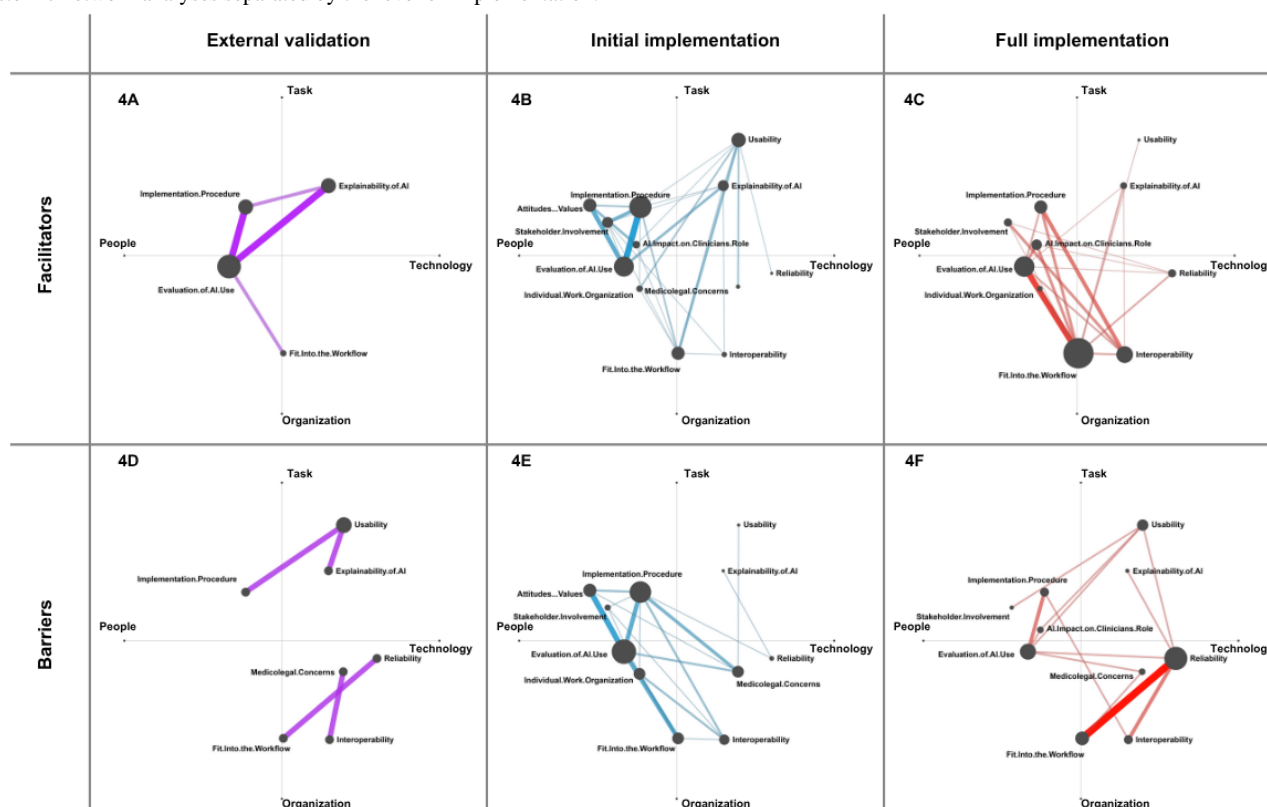 External validation
Initial implementation
Full implementation
Facilitators
4A
Task
Explainability.of.AI
Implementation.Procedure
People
Technology
Evaluation.of.AI.Use
Fit.Into.the.Workflow
Organization
4B
Task
Usability
Explainability.of.AI
Implementation.Procedure
Attitudes...Values
Stakeholder.Involvement
AI.Impact.on.Clinicians.Role
People
Technology
Evaluation.of.AI.Use
Reliability
Individual.Work.Organization
Medicolegal.Concerns
Interoperability
Fit.Into.the.Workflow
Organization
4C
Task
Usability
Explainability.of.AI
Implementation.Procedure
Stakeholder.Involvement
AI.Impact.on.Clinicians.Role
People
Technology
Evaluation.of.AI.Use
Reliability
Individual.Work.Organization
Interoperability
Fit.Into.the.Workflow
Organization
Barriers
4D
Task
Usability
Explainability.of.AI
Implementation.Procedure
People
Technology
Reliability
Medicolegal.Concerns
Fit.Into.the.Workflow
Interoperability
Organization
4E
Task
Usability
Explainability.of.AI
Implementation.Procedure
Attitudes...Values
Stakeholder.Involvement
People
Technology
Evaluation.of.AI.Use
Reliability
Individual.Work.Organization
Medicolegal.Concerns
Fit.Into.the.Workflow
Interoperability
Organization
4F
Task
Usability
Explainability.of.AI
Implementation.Procedure
Stakeholder.Involvement
AI.Impact.on.Clinicians.Role
People
Technology
Evaluation.of.AI.Use
Reliability
Medicolegal.Concerns
Interoperability
Fit.Into.the.Workflow
Organization